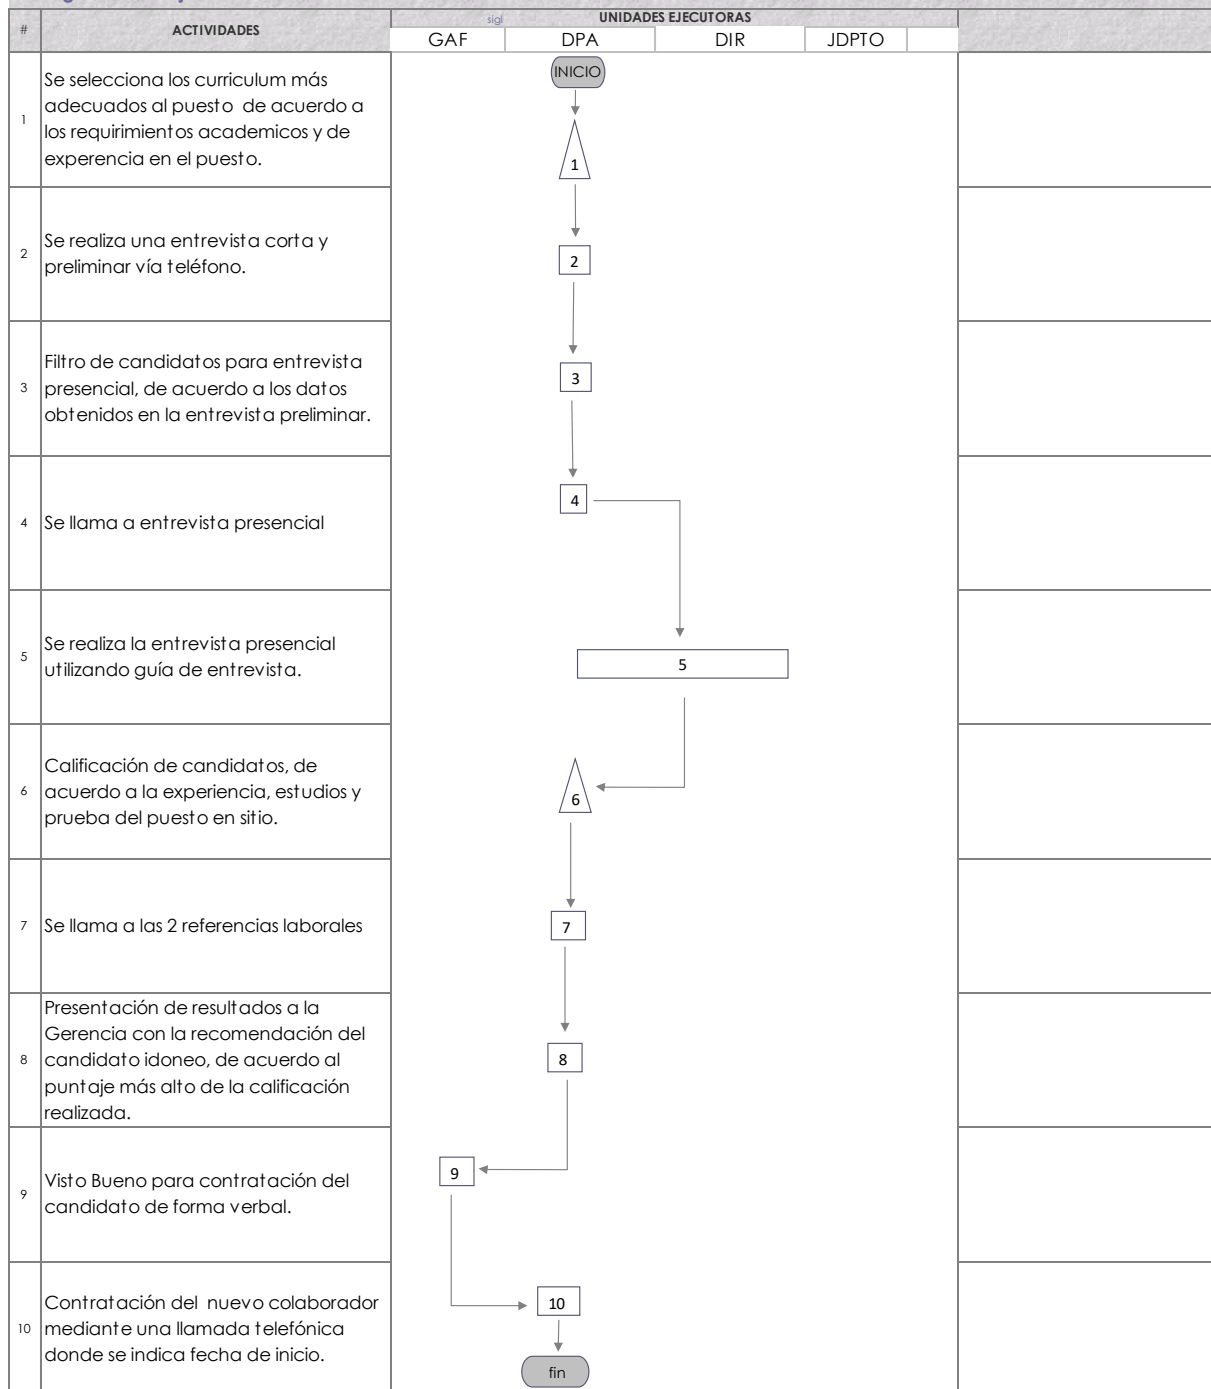 # ACTIVIDADES sigl UNIDADES EJECUTORAS
GAF DPA DIR JDPTO
INICIO
1
Se selecciona los curriculum más
adecuados al puesto de acuerdo a
los requirimientos academicos y de
experencia en el puesto.
1
2
Se realiza una entrevista corta y
preliminar vía teléfono.
2
3
Filtro de candidatos para entrevista
presencial, de acuerdo a los datos
obtenidos en la entrevista preliminar.
3
4
Se llama a entrevista presencial
4
5
Se realiza la entrevista presencial
utilizando guía de entrevista.
5
6
Calificación de candidatos, de
acuerdo a la experiencia, estudios y
prueba del puesto en sitio.
6
7
Se llama a las 2 referencias laborales
7
8
Presentación de resultados a la
Gerencia con la recomendación del
candidato idoneo, de acuerdo al
puntaje más alto de la calificación
realizada.
8
9
Visto Bueno para contratación del
candidato de forma verbal.
9
10
Contratación del nuevo colaborador
mediante una llamada telefónica
donde se indica fecha de inicio.
10
fin